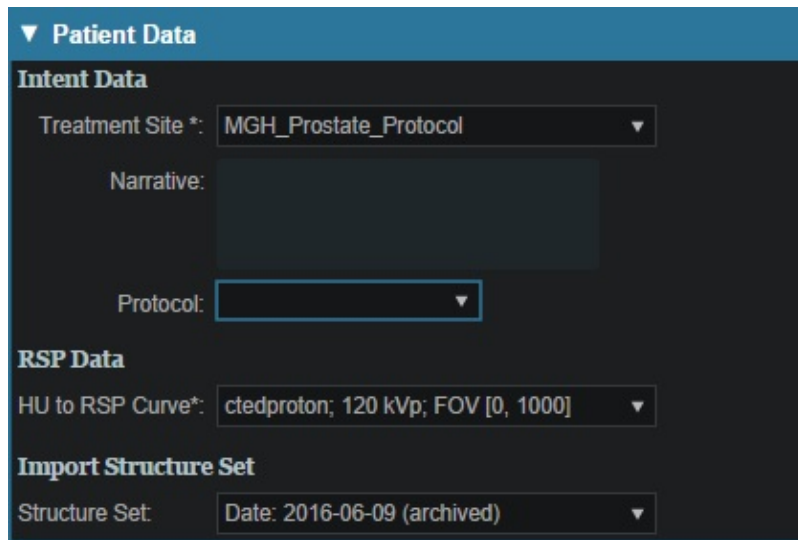 ▼ Patient Data
Intent Data
Treatment Site *: MGH_Prostate_Protocol
Narrative:
Protocol:
RSP Data
HU to RSP Curve*: ctedproton; 120 kVp; FOV [0, 1000]
Import Structure Set
Structure Set: Date: 2016-06-09 (archived)